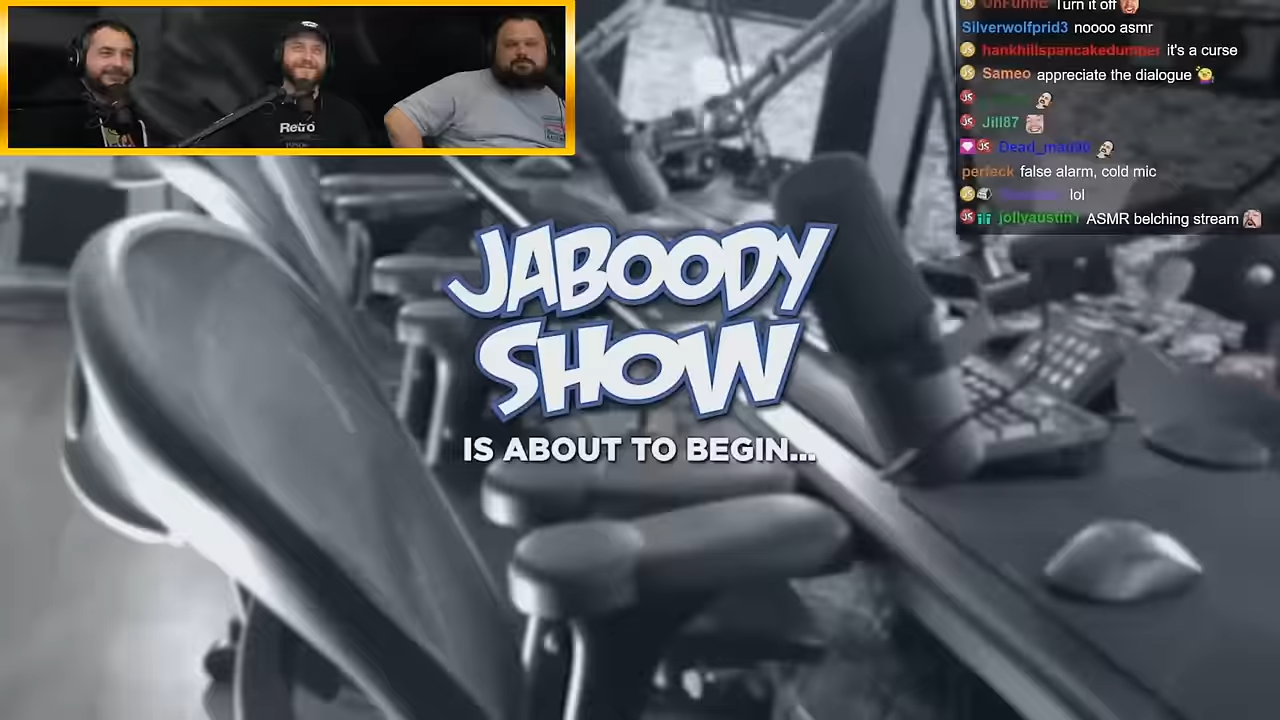 Turn it off
Silverwolfprid3 noooo asmr
hankhillspancakedumper it's a curse
Sameo appreciate the dialogue
Jill87
perfeck false alarm, cold mic
lol
jollyaustin1 ASMR belching stream
Retro
JABOODY
SHOW
IS ABOUT TO BEGIN...